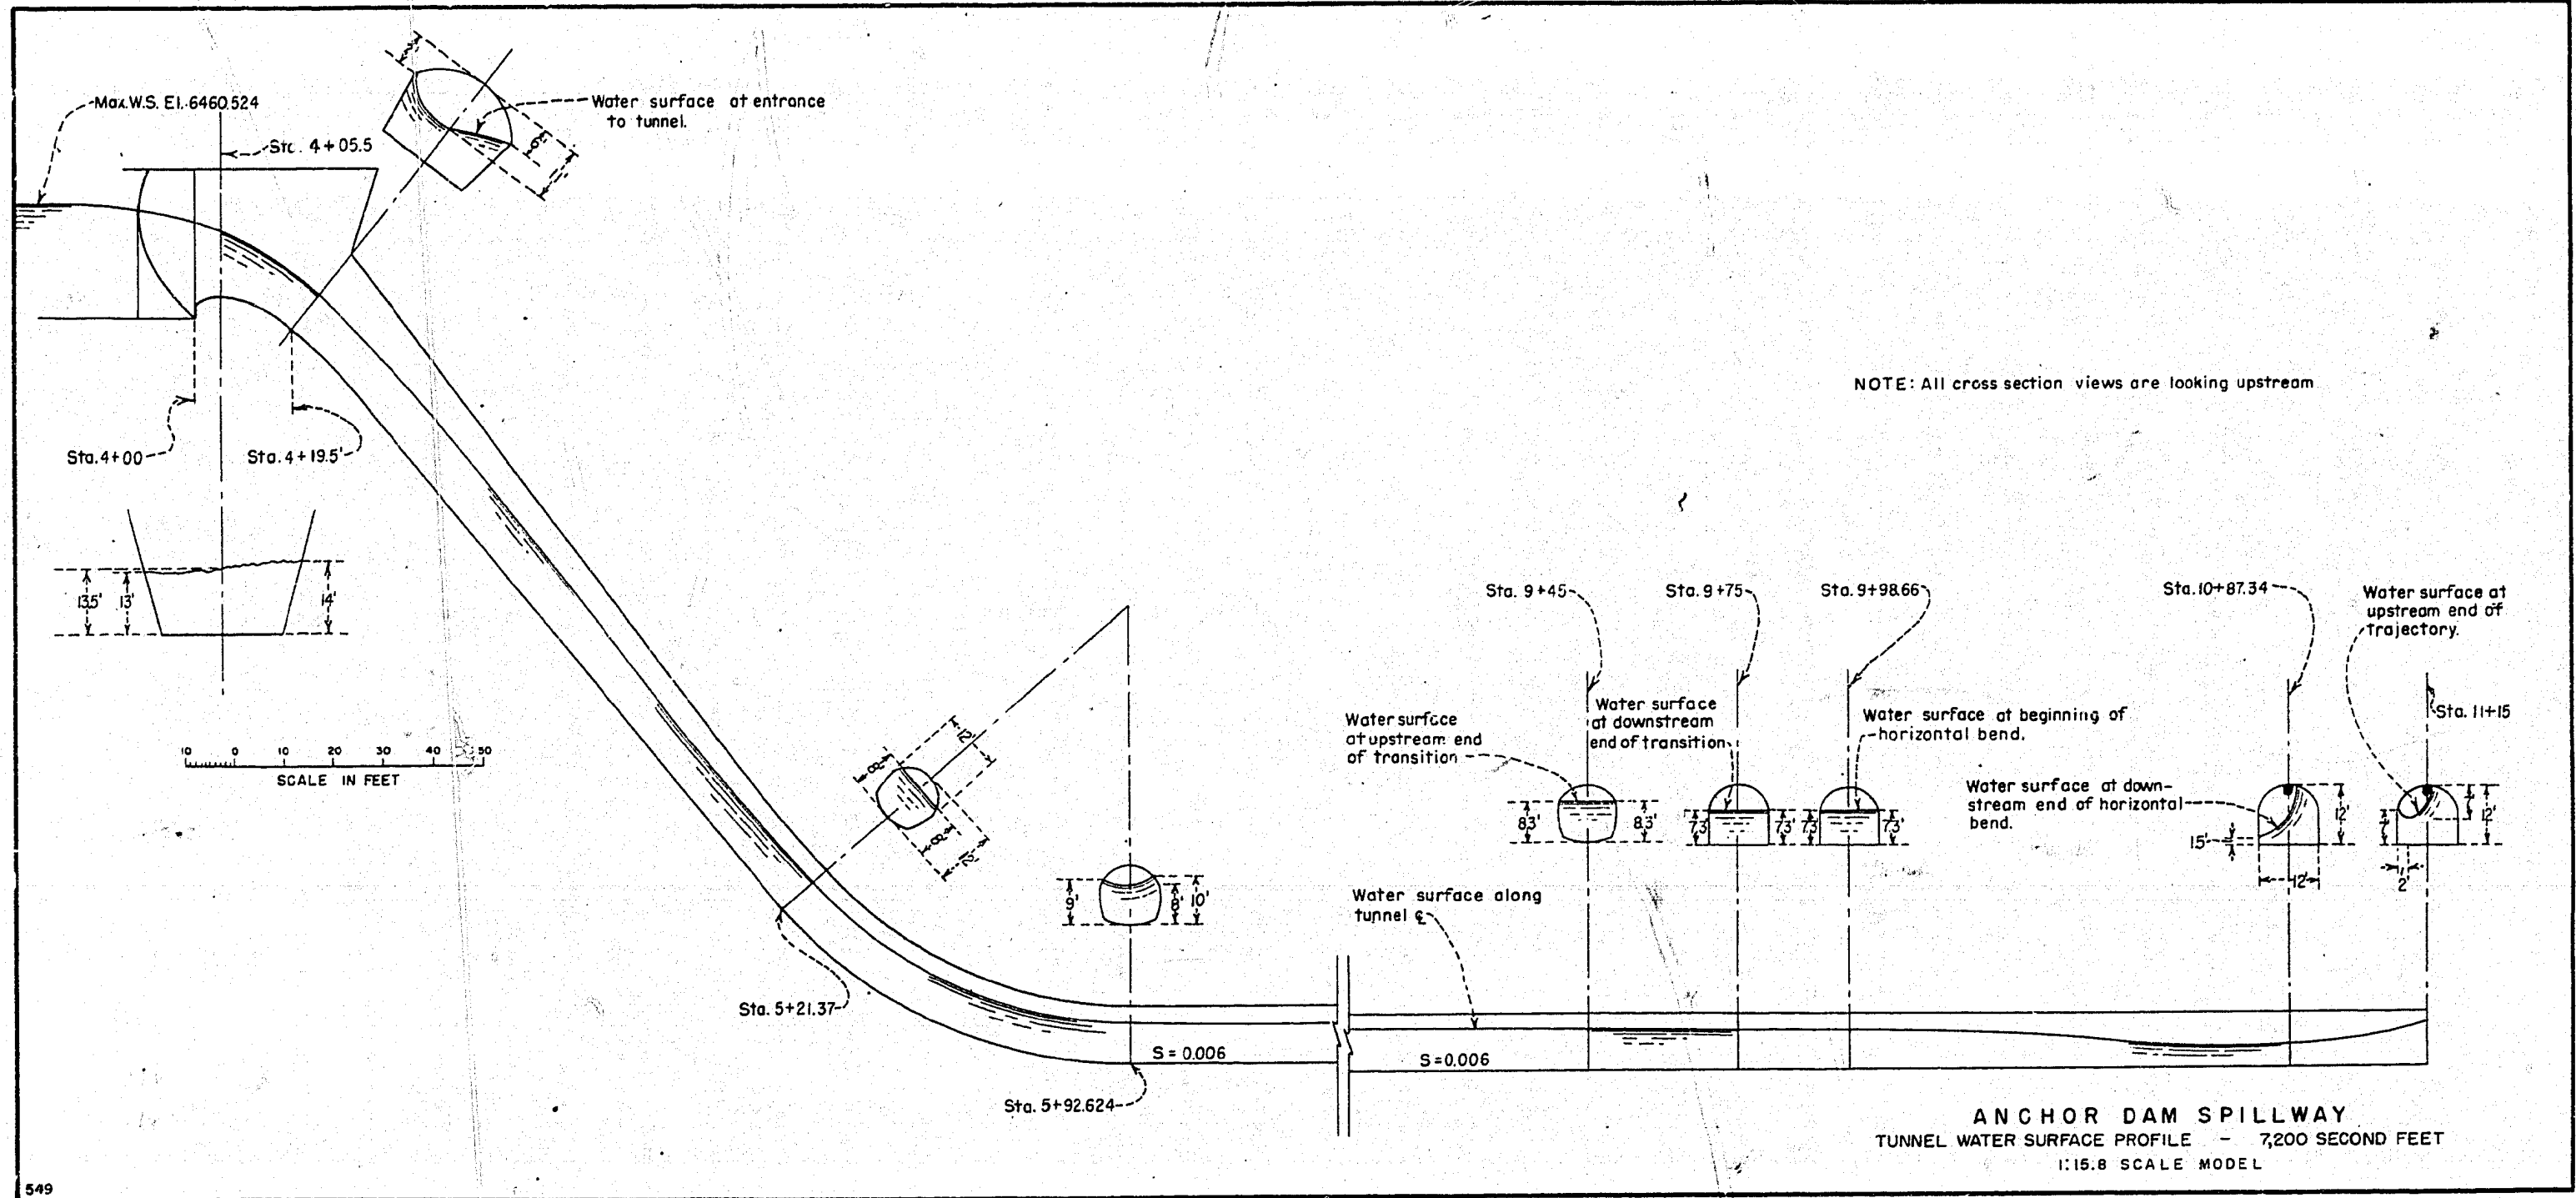 Max. W.S. El. 6460.524
Sta. 4+05.5
Water surface at entrance
to tunnel.
6'
NOTE: All cross section views are looking upstream
Sta. 4+00
Sta. 4+19.5'
13.5'
13'
14'
10 0 10 20 30 40 50
SCALE IN FEET
Sta. 9+45
Sta. 9+75
Sta. 9+98.66
Sta. 10+87.34
Water surface at
upstream end of
trajectory.
Sta. 11+15
Water surface
at upstream end
of transition
Water surface
at downstream
end of transition
Water surface at beginning of
horizontal bend.
Water surface at down-
stream end of horizontal
bend.
12'
8'
8'
12'
8.3'
8.3'
7.3'
7.3'
7.3'
7.3'
1.5'
12'
12'
7'
7'
12'
2'
9'
8'
10'
Water surface along
tunnel ℄
Sta. 5+21.37
S = 0.006
S = 0.006
Sta. 5+92.624
ANCHOR DAM SPILLWAY
TUNNEL WATER SURFACE PROFILE - 7,200 SECOND FEET
1:15.8 SCALE MODEL
549